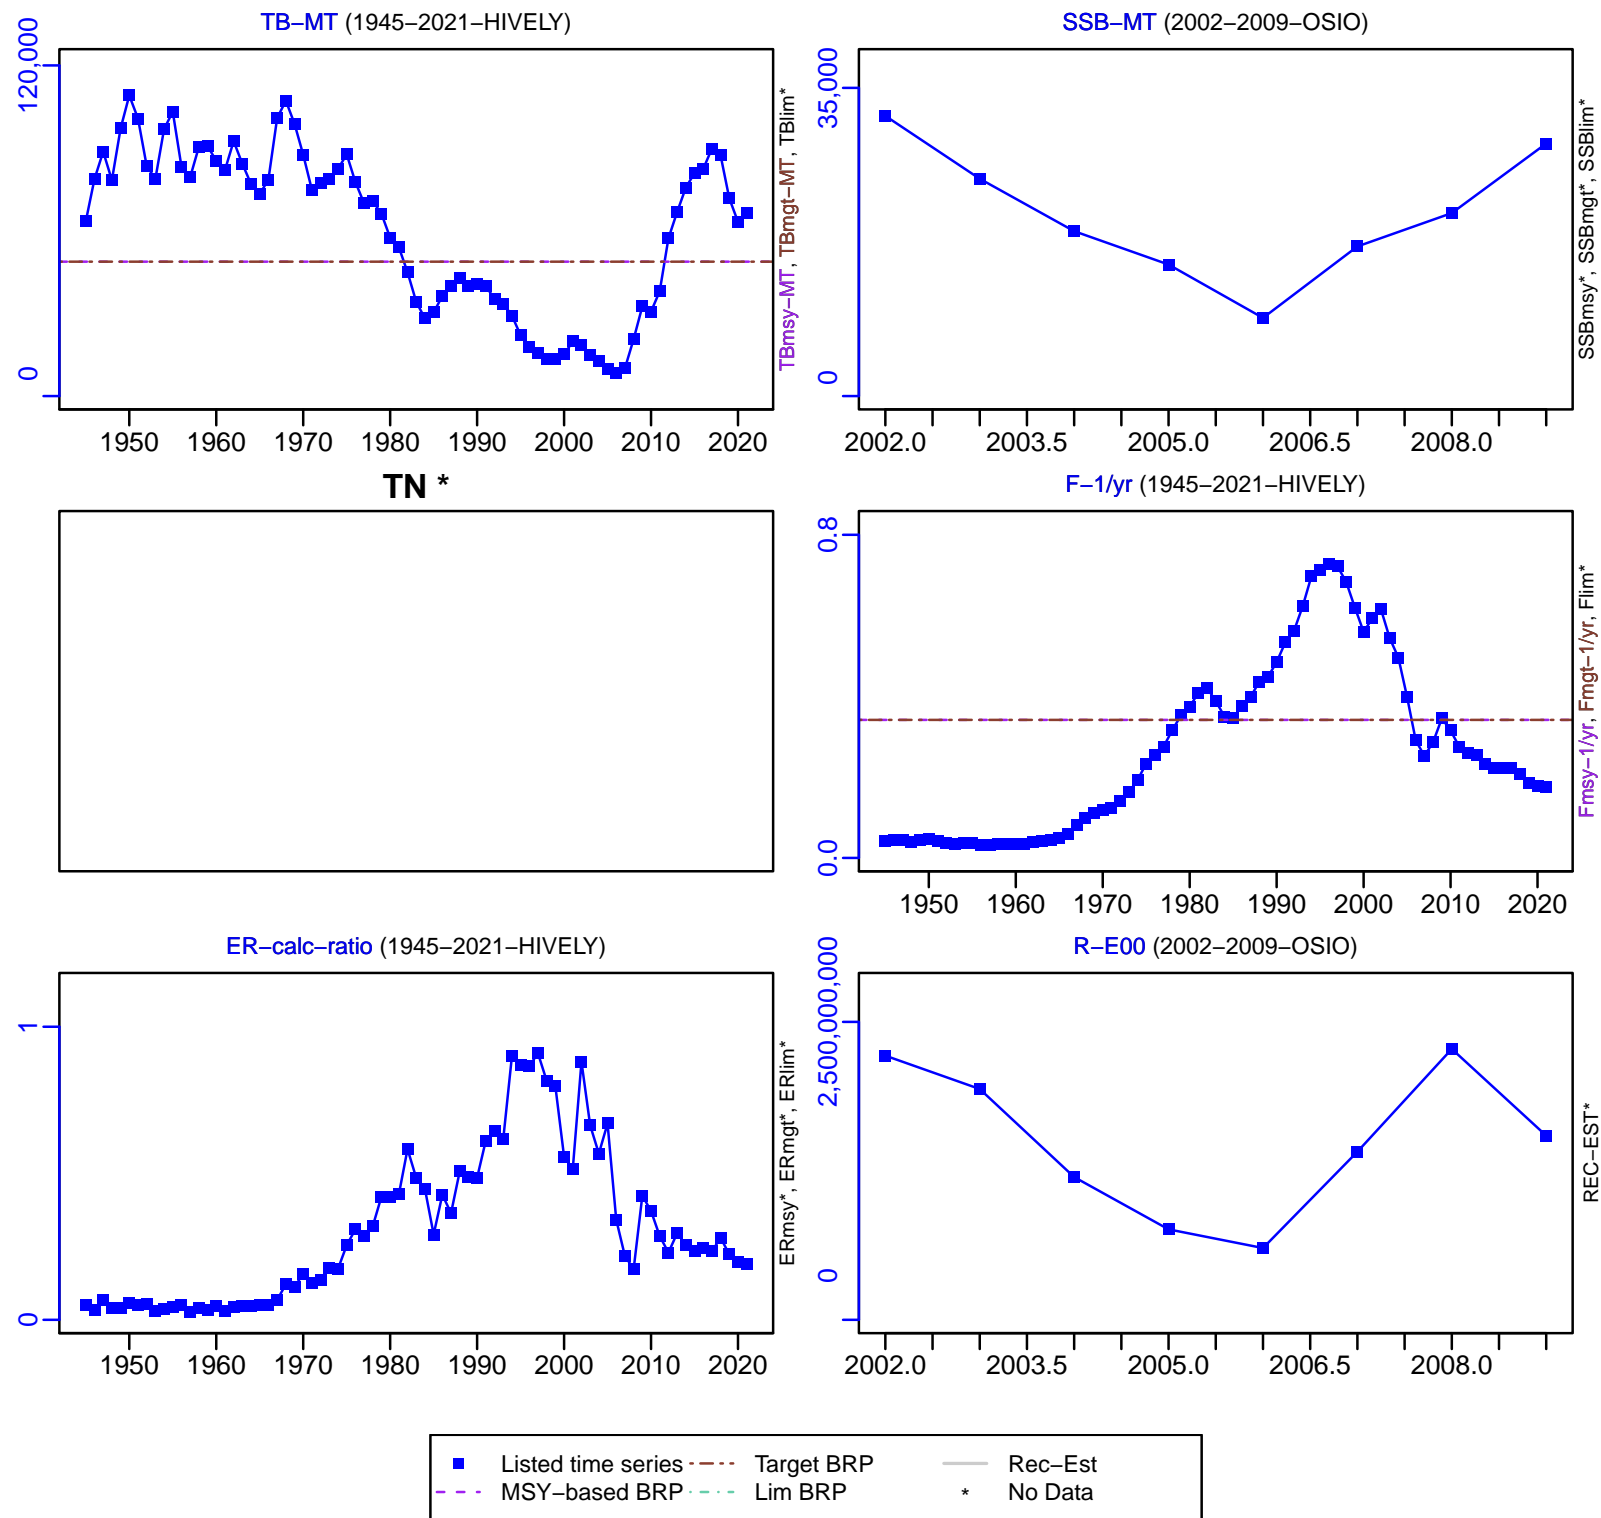 TB−MT (1945−2021−HIVELY)
120,000
0
TBmsy−MT, TBmgt−MT, TBlim*
1950 1960 1970 1980 1990 2000 2010 2020
SSB−MT (2002−2009−OSIO)
35,000
0
SSBmsy*, SSBmgt*, SSBlim*
2002.0 2003.5 2005.0 2006.5 2008.0
TN *
F−1/yr (1945−2021−HIVELY)
0.8
0.0
Fmsy−1/yr, Fmgt−1/yr, Flim*
1950 1960 1970 1980 1990 2000 2010 2020
ER−calc−ratio (1945−2021−HIVELY)
1
0
ERmsy*, ERmgt*, ERlim*
1950 1960 1970 1980 1990 2000 2010 2020
R−E00 (2002−2009−OSIO)
2,500,000,000
0
REC−EST*
2002.0 2003.5 2005.0 2006.5 2008.0
Listed time series Target BRP Rec−Est
MSY−based BRP Lim BRP * No Data